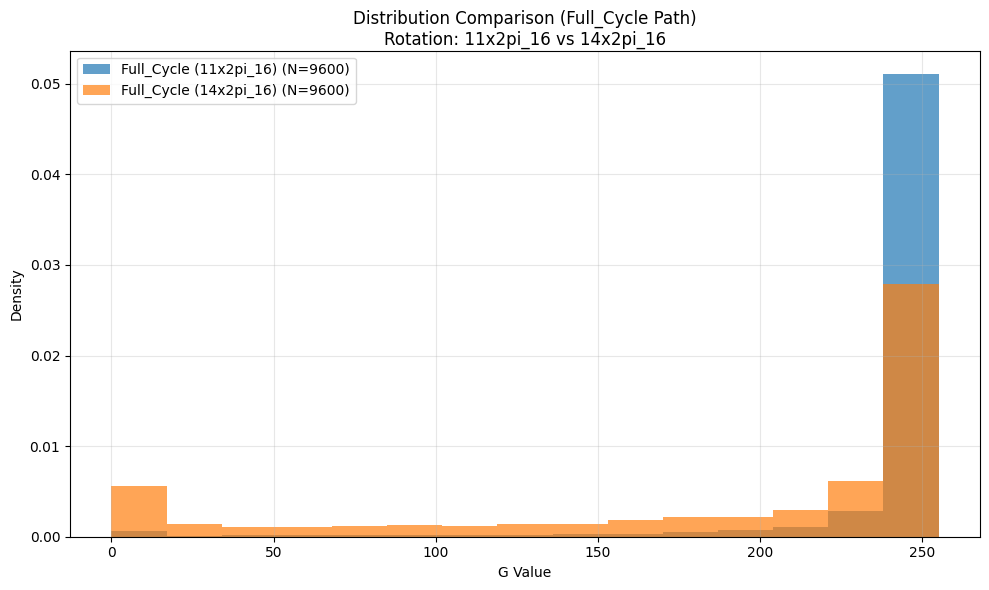 Distribution Comparison (Full_Cycle Path)
Rotation: 11x2pi_16 vs 14x2pi_16
Full_Cycle (11x2pi_16) (N=9600)
Full_Cycle (14x2pi_16) (N=9600)
0.05
0.04
0.03
0.02
0.01
0.00
Density
0 50 100 150 200 250
G Value